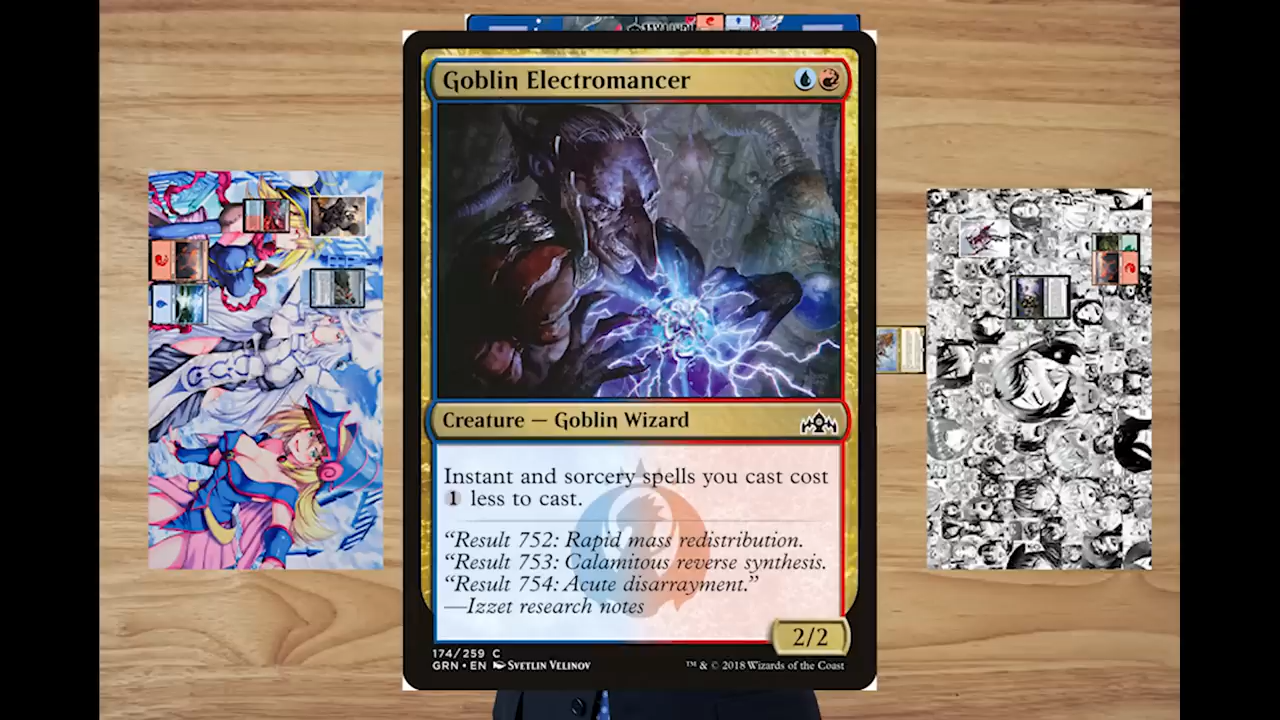 Goblin Electromancer
Creature — Goblin Wizard
Instant and sorcery spells you cast cost
1 less to cast.
“Result 752: Rapid mass redistribution.
“Result 753: Calamitous reverse synthesis.
“Result 754: Acute disarrayment.”
—Izzet research notes
2/2
174/259 C
GRN • EN Svetlin Velinov
™ & © 2018 Wizards of the Coast